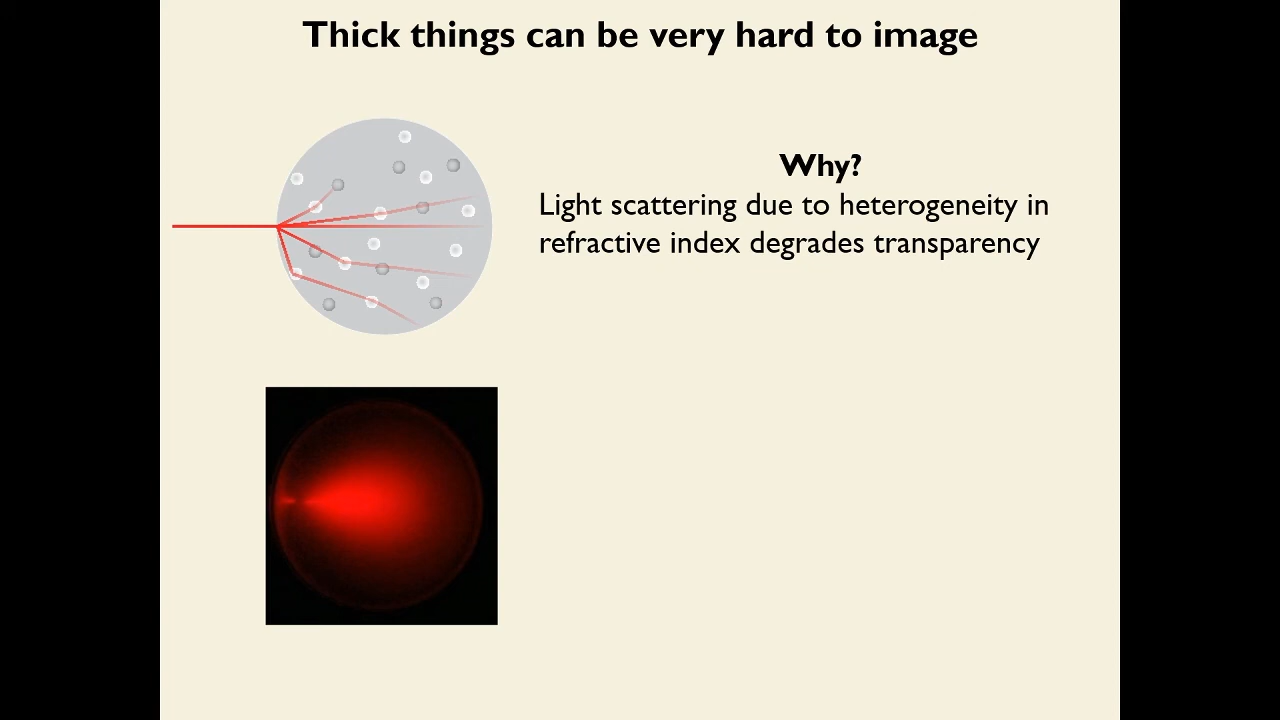 Thick things can be very hard to image
Why?
Light scattering due to heterogeneity in
refractive index degrades transparency